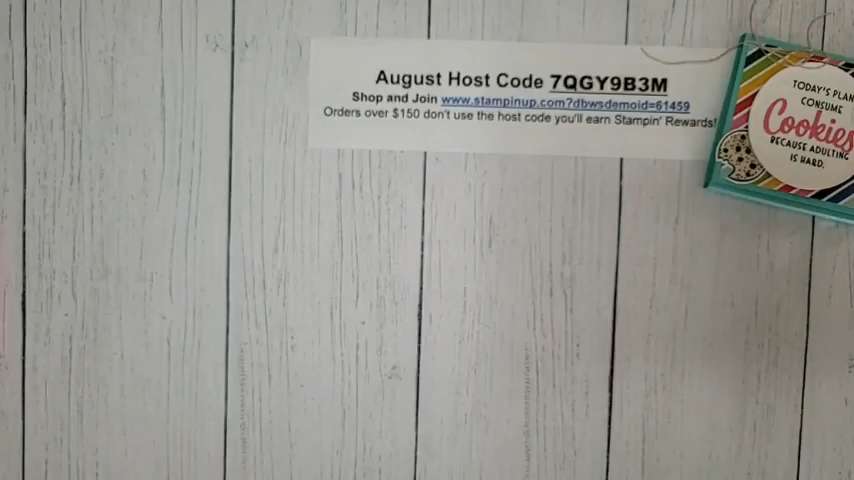 August Host Code 7QGY9B3M
Shop and Join www.stampinup.com?dbwsdemoid=61459
Orders over $150 don't use the host code you'll earn Stampin' Rewards!
TODAY'S PLAN
CONSUME
Cookies
BECAUSE ADULTING
IS HARD.